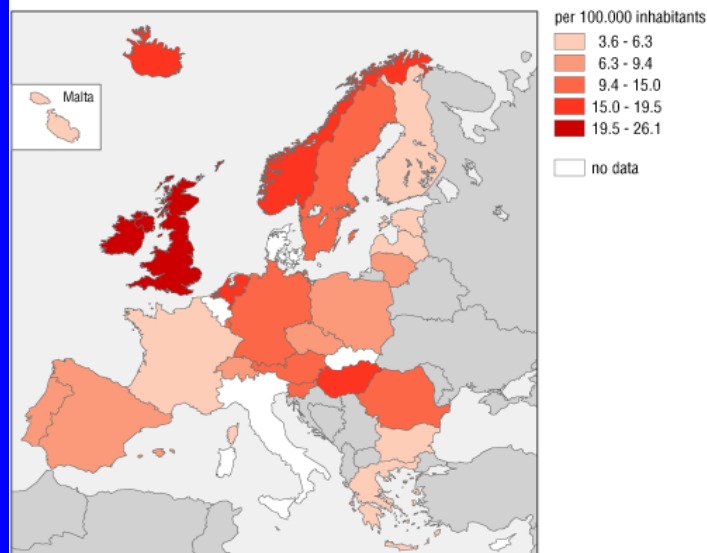 per 100.000 inhabitants
3.6 - 6.3
6.3 - 9.4
9.4 - 15.0
15.0 - 19.5
19.5 - 26.1
no data
Malta